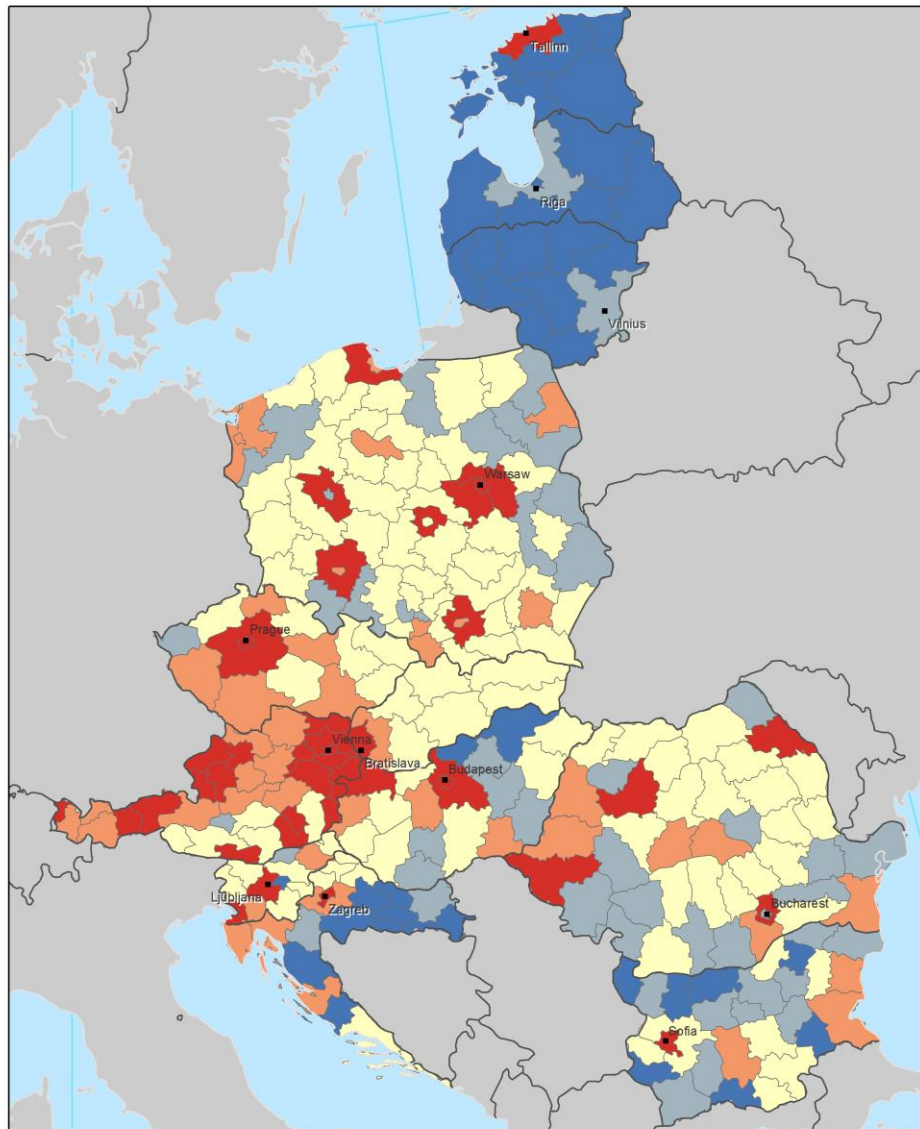 Tallinn
Riga
Vilnius
Warsaw
Prague
Vienna
Bratislava
Budapest
Ljubljana
Zagreb
Bucharest
Sofia